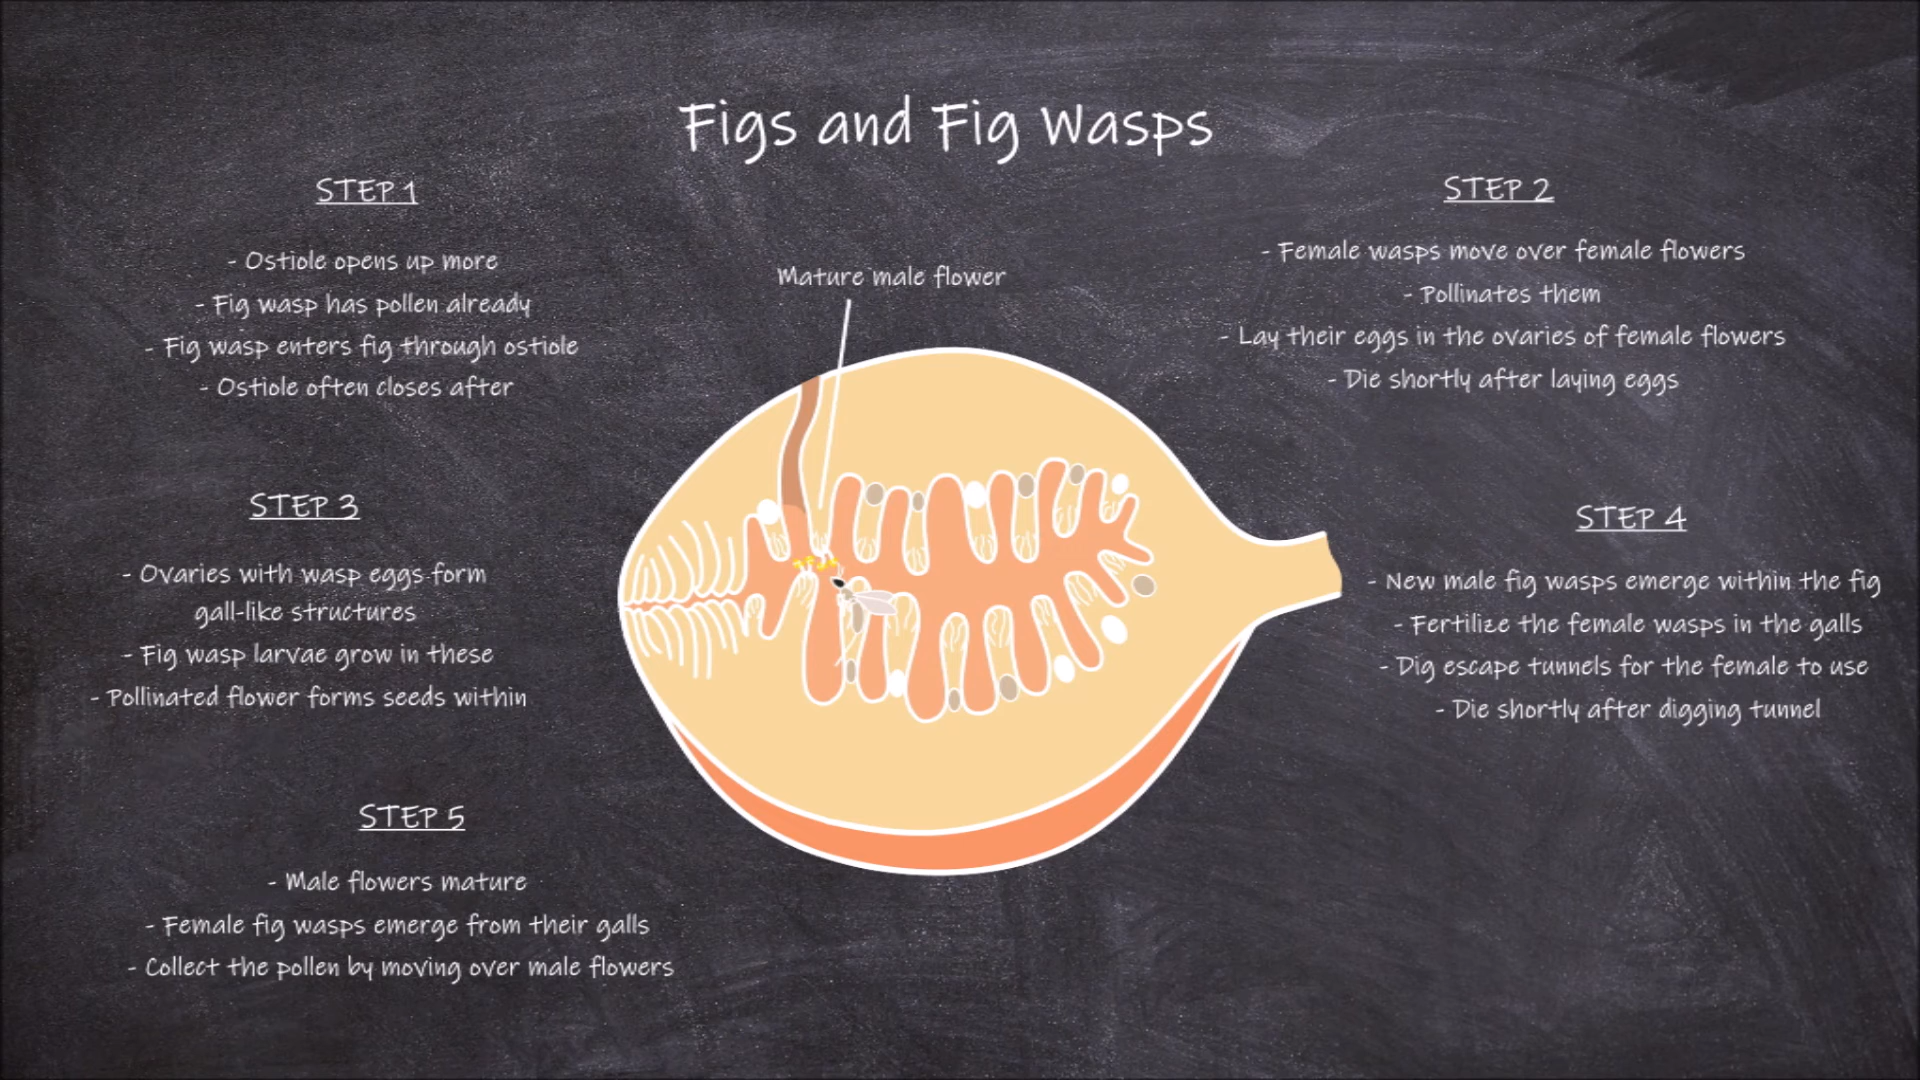 Figs and Fig Wasps
STEP 1
- Ostiole opens up more
- Fig wasp has pollen already
- Fig wasp enters fig through ostiole
- Ostiole often closes after
STEP 2
- Female wasps move over female flowers
- Pollinates them
- Lay their eggs in the ovaries of female flowers
- Die shortly after laying eggs
Mature male flower
STEP 3
- Ovaries with wasp eggs form
gall-like structures
- Fig wasp larvae grow in these
- Pollinated flower forms seeds within
STEP 4
- New male fig wasps emerge within the fig
- Fertilize the female wasps in the galls
- Dig escape tunnels for the female to use
- Die shortly after digging tunnel
STEP 5
- Male flowers mature
- Female fig wasps emerge from their galls
- Collect the pollen by moving over male flowers